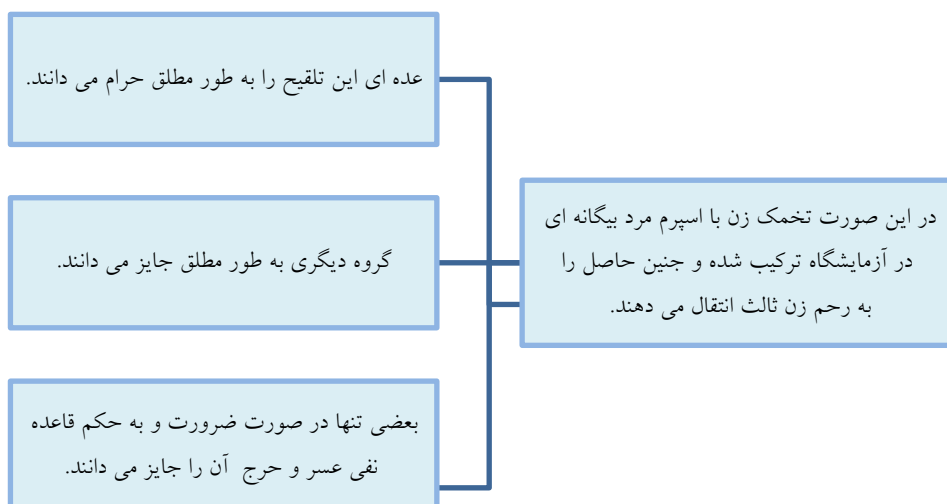 در این صورت تخمک زن با اسپرم مرد بیگانه ای
در آزمایشگاه ترکیب شده و جنین حاصل را
به رحم زن ثالث انتقال می دهند.
عده ای این تلقیح را به طور مطلق حرام می دانند.
گروه دیگری به طور مطلق جایز می دانند.
بعضی تنها در صورت ضرورت و به حکم قاعده
نفی عسر و حرج آن را جایز می دانند.